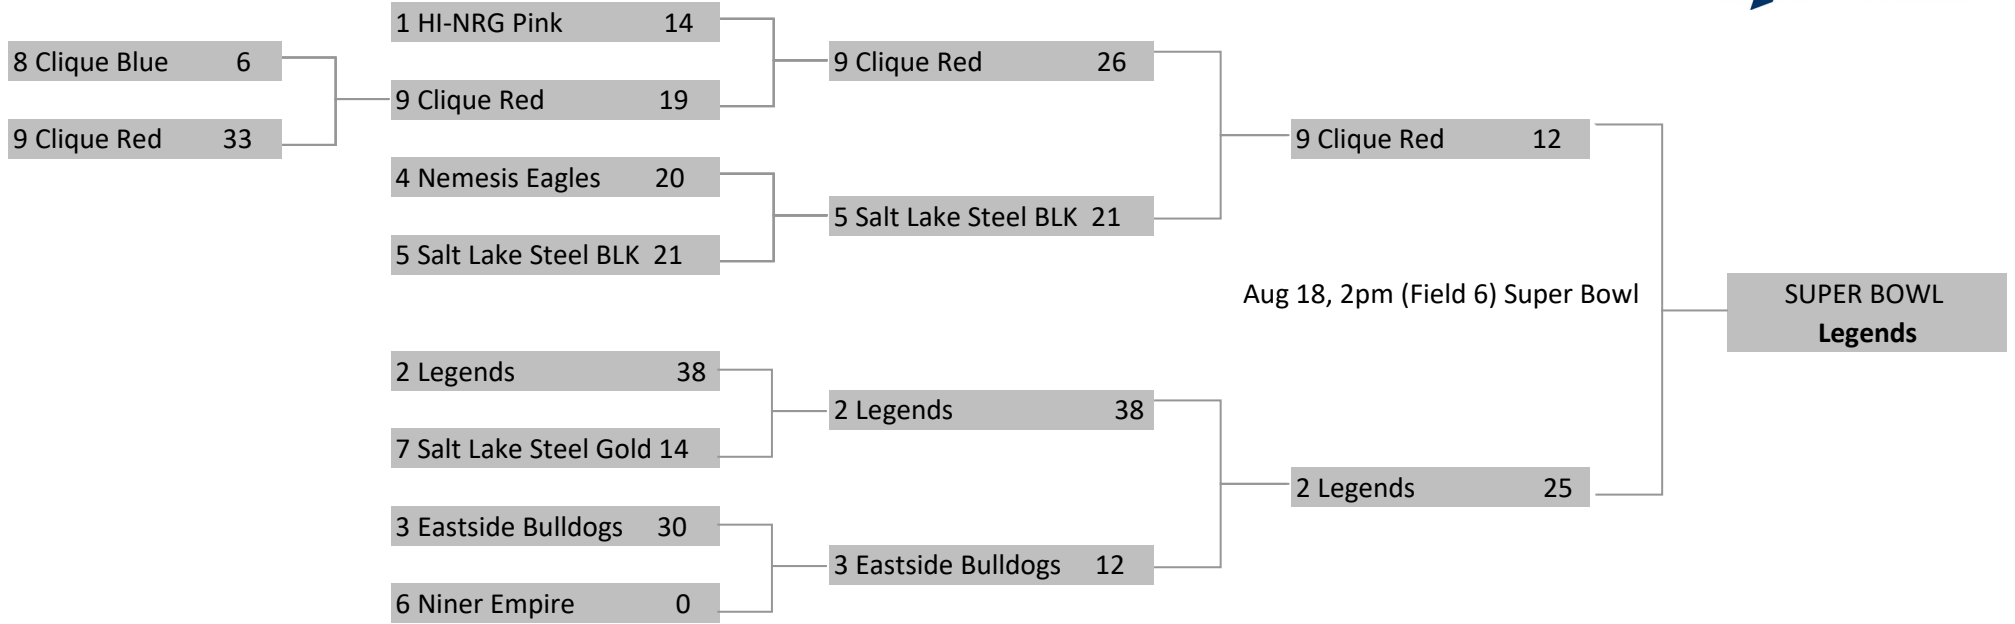 8 Clique Blue 6
9 Clique Red 33
1 HI-NRG Pink 14
9 Clique Red 19
4 Nemesis Eagles 20
5 Salt Lake Steel BLK 21
2 Legends 38
7 Salt Lake Steel Gold 14
3 Eastside Bulldogs 30
6 Niner Empire 0
9 Clique Red 26
5 Salt Lake Steel BLK 21
2 Legends 38
3 Eastside Bulldogs 12
9 Clique Red 12
Aug 18, 2pm (Field 6) Super Bowl
2 Legends 25
SUPER BOWL
Legends